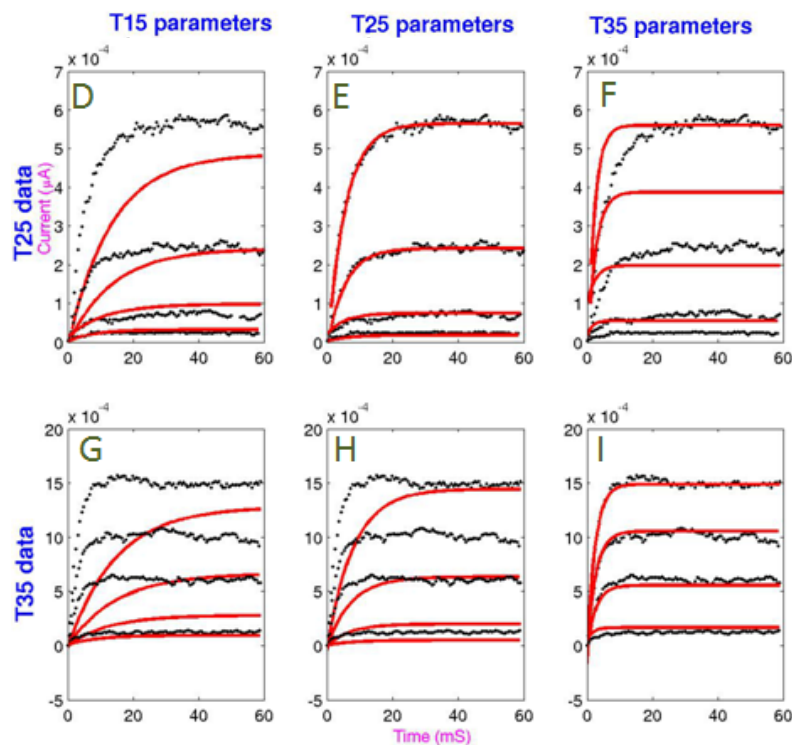 T15 parameters T25 parameters T35 parameters
x 10⁻⁴ x 10⁻⁴ x 10⁻⁴
7 7 7
D E F
6 6 6
5 5 5
4 4 4
T25 data
Current (µA)
3 3 3
2 2 2
1 1 1
0 0 0
0 20 40 60 0 20 40 60 0 20 40 60
x 10⁻⁴ x 10⁻⁴ x 10⁻⁴
20 20 20
G H I
15 15 15
10 10 10
T35 data
5 5 5
0 0 0
-5 -5 -5
0 20 40 60 0 20 40 60 0 20 40 60
Time (mS)